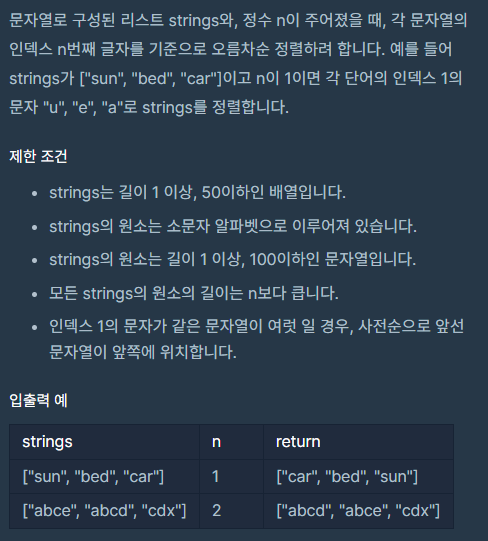 문자열로 구성된 리스트 strings와, 정수 n이 주어졌을 때, 각 문자열의
인덱스 n번째 글자를 기준으로 오름차순 정렬하려 합니다. 예를 들어
strings가 ["sun", "bed", "car"]이고 n이 1이면 각 단어의 인덱스 1의
문자 "u", "e", "a"로 strings를 정렬합니다.
제한 조건
• strings는 길이 1 이상, 50이하인 배열입니다.
• strings의 원소는 소문자 알파벳으로 이루어져 있습니다.
• strings의 원소는 길이 1 이상, 100이하인 문자열입니다.
• 모든 strings의 원소의 길이는 n보다 큽니다.
• 인덱스 1의 문자가 같은 문자열이 여럿 일 경우, 사전순으로 앞선
문자열이 앞쪽에 위치합니다.
입출력 예
strings n return
["sun", "bed", "car"] 1 ["car", "bed", "sun"]
["abce", "abcd", "cdx"] 2 ["abcd", "abce", "cdx"]